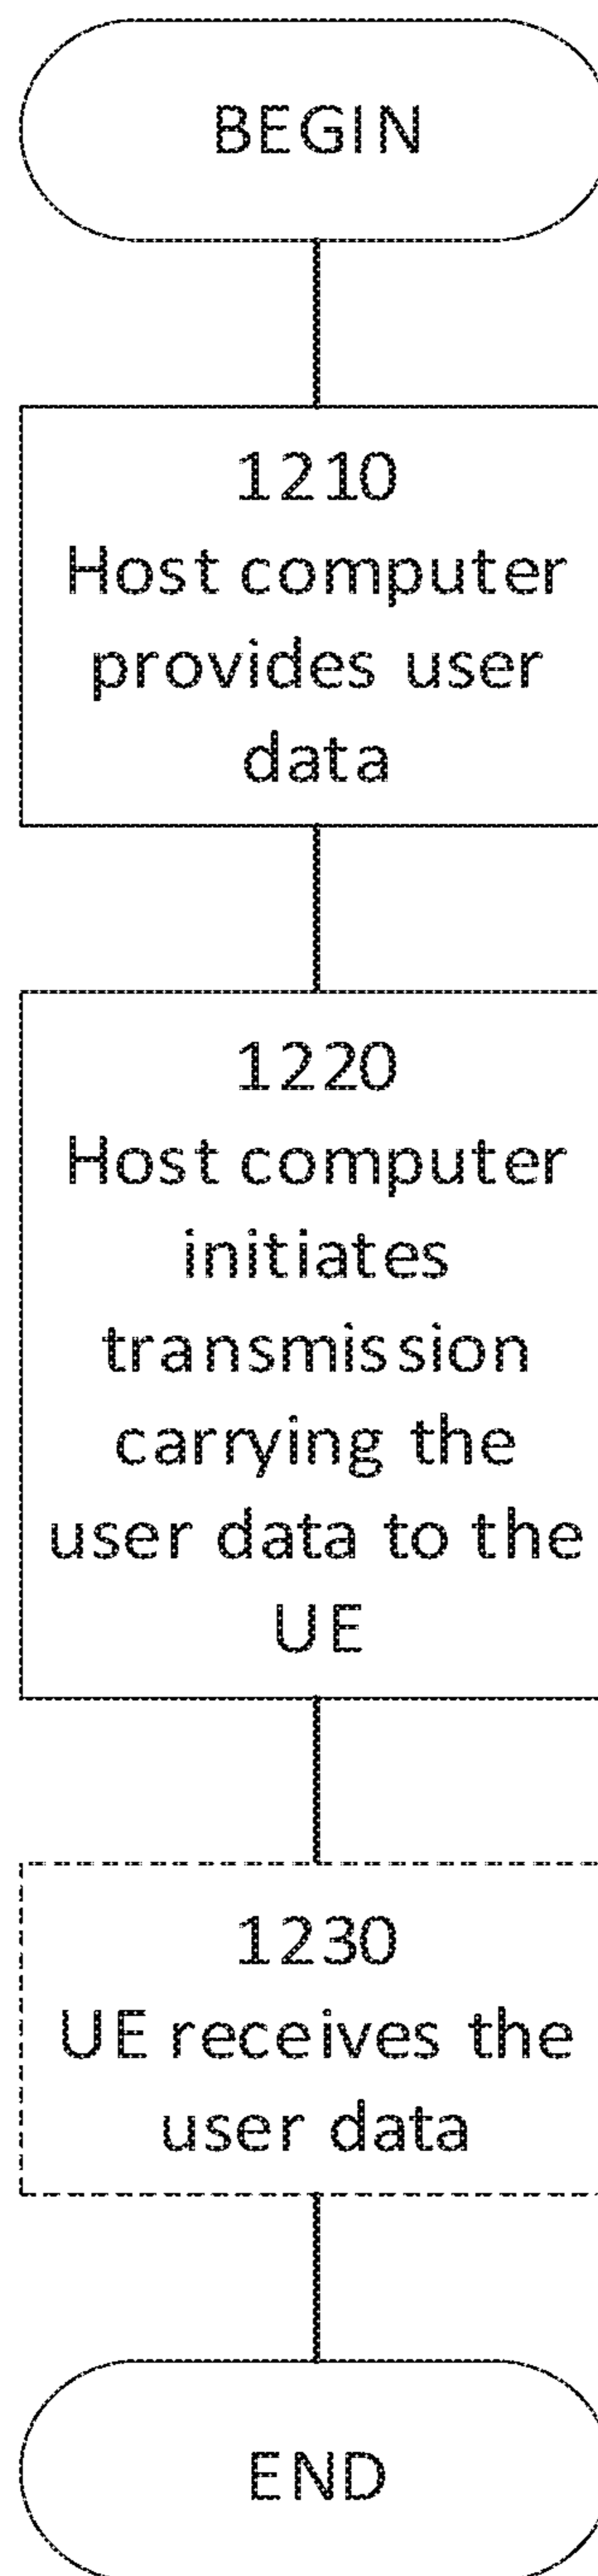 BEGIN
1210
Host computer
provides user
data
1220
Host computer
initiates
transmission
carrying the
user data to the
UE
1230
UE receives the
user data
END